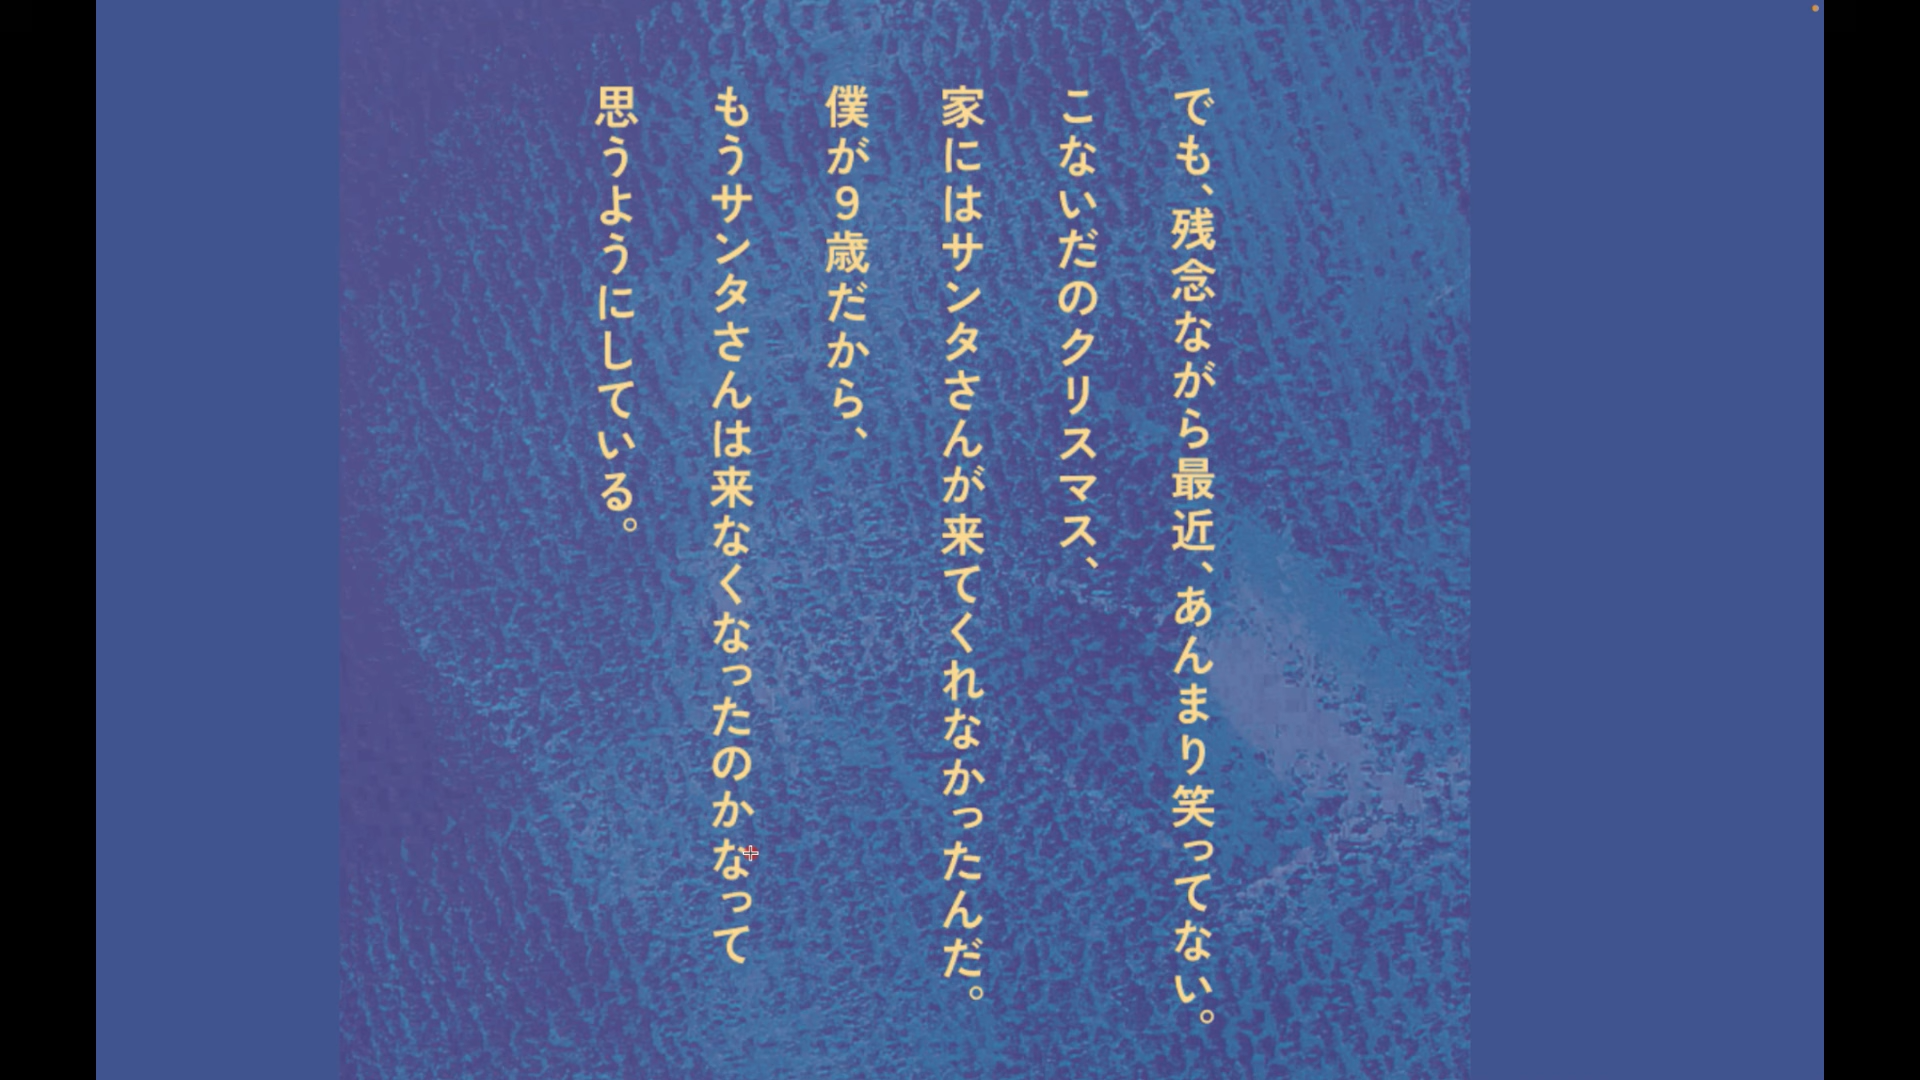 でも、残念ながら最近、あんまり笑ってない。
こないだのクリスマス、
家にはサンタさんが来てくれなかったんだ。
僕が9歳だから、
もうサンタさんは来なくなったのかなって
思うようにしている。